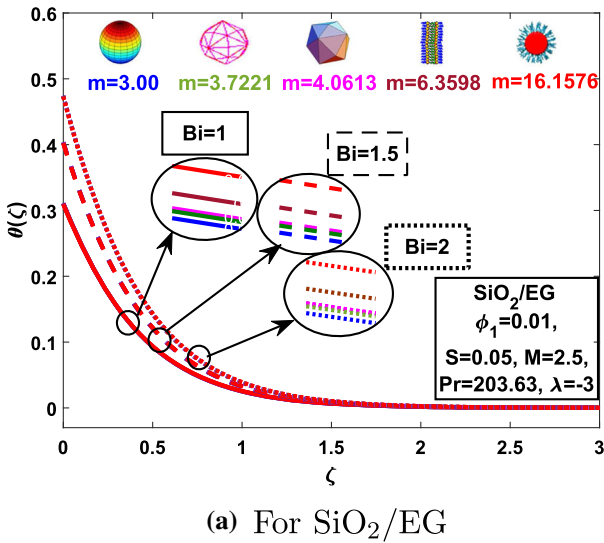 0.6
0.5
0.4
0.3
0.2
0.1
0
θ(ζ)
m=3.00 m=3.7221 m=4.0613 m=6.3598 m=16.1576
Bi=1
Bi=1.5
Bi=2
SiO₂/EG
ϕ₁=0.01,
S=0.05, M=2.5,
Pr=203.63, λ=-3
0 0.5 1 1.5 2 2.5 3
ζ
(a) For SiO₂/EG